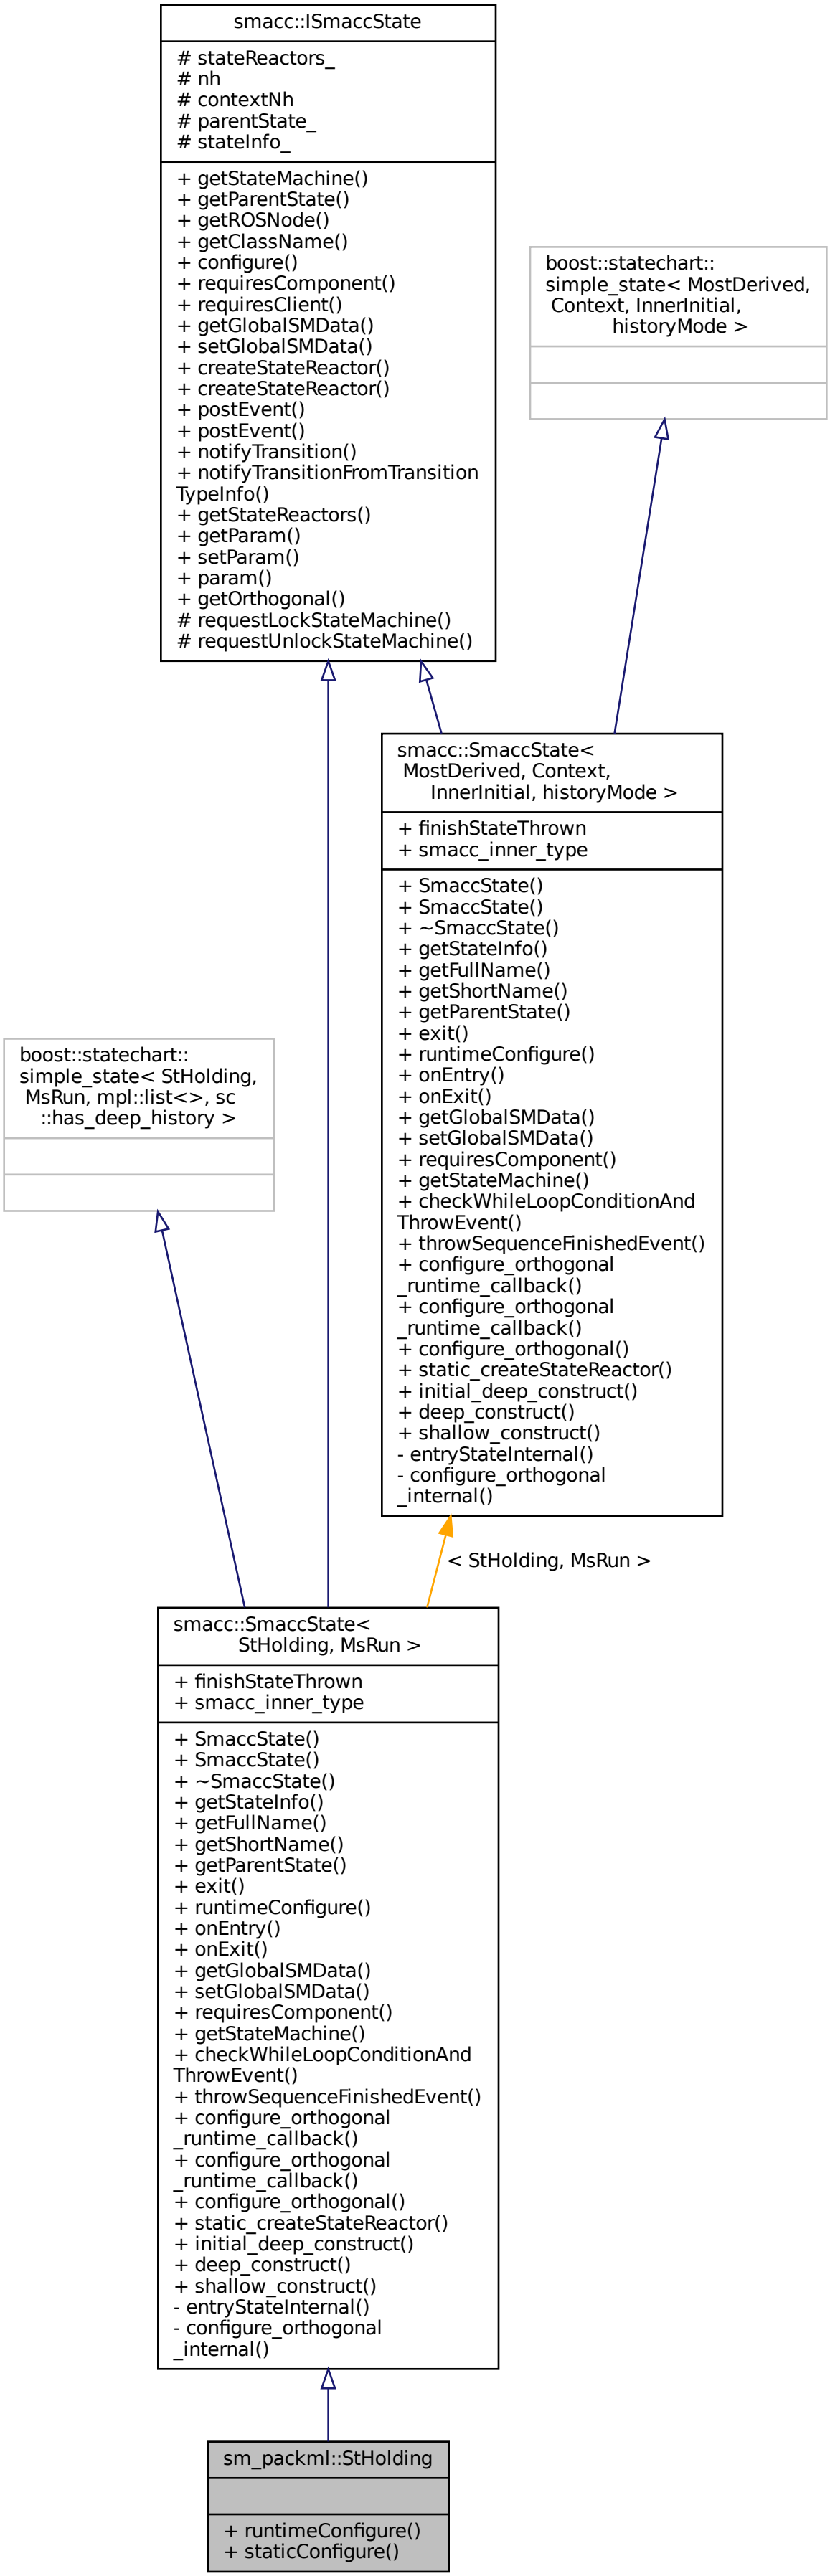 smacc::ISmaccState
# stateReactors_
# nh
# contextNh
# parentState_
# stateInfo_
+ getStateMachine()
+ getParentState()
+ getROSNode()
+ getClassName()
+ configure()
+ requiresComponent()
+ requiresClient()
+ getGlobalSMData()
+ setGlobalSMData()
+ createStateReactor()
+ createStateReactor()
+ postEvent()
+ postEvent()
+ notifyTransition()
+ notifyTransitionFromTransition
TypeInfo()
+ getStateReactors()
+ getParam()
+ setParam()
+ param()
+ getOrthogonal()
# requestLockStateMachine()
# requestUnlockStateMachine()
boost::statechart::
simple_state< MostDerived,
Context, InnerInitial,
historyMode >
smacc::SmaccState<
MostDerived, Context,
InnerInitial, historyMode >
+ finishStateThrown
+ smacc_inner_type
+ SmaccState()
+ SmaccState()
+ ~SmaccState()
+ getStateInfo()
+ getFullName()
+ getShortName()
+ getParentState()
+ exit()
+ runtimeConfigure()
+ onEntry()
+ onExit()
+ getGlobalSMData()
+ setGlobalSMData()
+ requiresComponent()
+ getStateMachine()
+ checkWhileLoopConditionAnd
ThrowEvent()
+ throwSequenceFinishedEvent()
+ configure_orthogonal
_runtime_callback()
+ configure_orthogonal
_runtime_callback()
+ configure_orthogonal()
+ static_createStateReactor()
+ initial_deep_construct()
+ deep_construct()
+ shallow_construct()
- entryStateInternal()
- configure_orthogonal
_internal()
boost::statechart::
simple_state< StHolding,
MsRun, mpl::list<>, sc
::has_deep_history >
< StHolding, MsRun >
smacc::SmaccState<
StHolding, MsRun >
+ finishStateThrown
+ smacc_inner_type
+ SmaccState()
+ SmaccState()
+ ~SmaccState()
+ getStateInfo()
+ getFullName()
+ getShortName()
+ getParentState()
+ exit()
+ runtimeConfigure()
+ onEntry()
+ onExit()
+ getGlobalSMData()
+ setGlobalSMData()
+ requiresComponent()
+ getStateMachine()
+ checkWhileLoopConditionAnd
ThrowEvent()
+ throwSequenceFinishedEvent()
+ configure_orthogonal
_runtime_callback()
+ configure_orthogonal
_runtime_callback()
+ configure_orthogonal()
+ static_createStateReactor()
+ initial_deep_construct()
+ deep_construct()
+ shallow_construct()
- entryStateInternal()
- configure_orthogonal
_internal()
sm_packml::StHolding
+ runtimeConfigure()
+ staticConfigure()